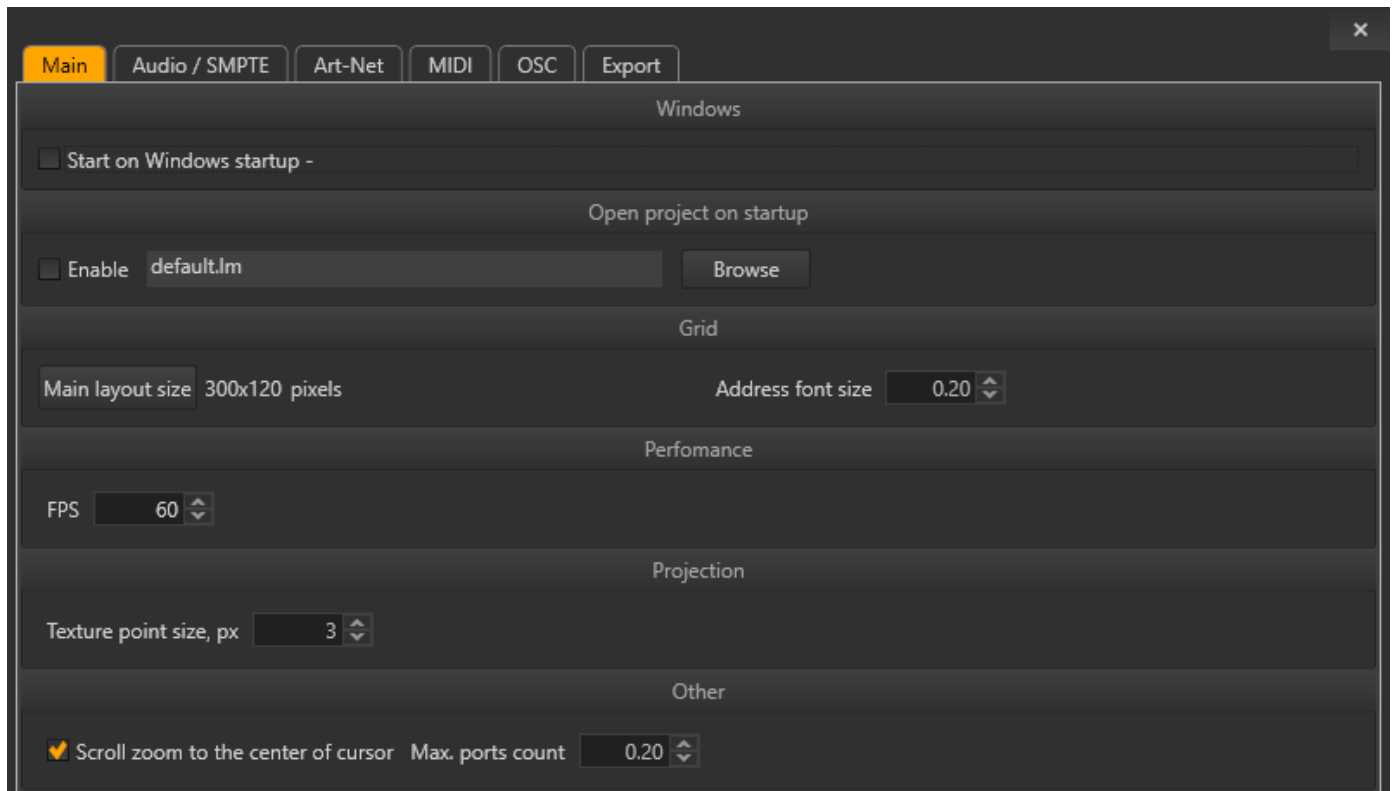 Main Audio / SMPTE Art-Net MIDI OSC Export
Windows
Start on Windows startup -
Open project on startup
Enable default.lm Browse
Grid
Main layout size 300x120 pixels Address font size 0.20
Perfomance
FPS 60
Projection
Texture point size, px 3
Other
Scroll zoom to the center of cursor Max. ports count 0.20